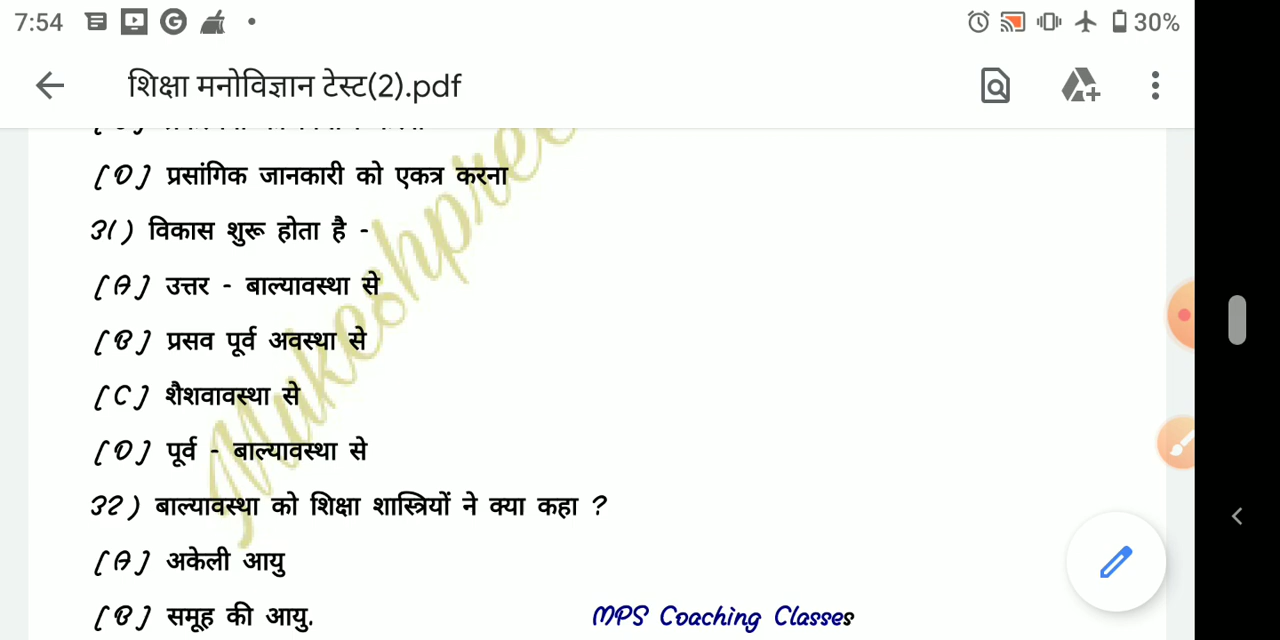 7:54 30%
शिक्षा मनोविज्ञान टेस्ट(2).pdf
[D] प्रसांगिक जानकारी को एकत्र करना
31) विकास शुरू होता है -
[A] उत्तर - बाल्यावस्था से
[B] प्रसव पूर्व अवस्था से
[C] शैशवावस्था से
[D] पूर्व - बाल्यावस्था से
32) बाल्यावस्था को शिक्षा शास्त्रियों ने क्या कहा ?
[A] अकेली आयु
[B] समूह की आयु.
MPS Coaching Classes